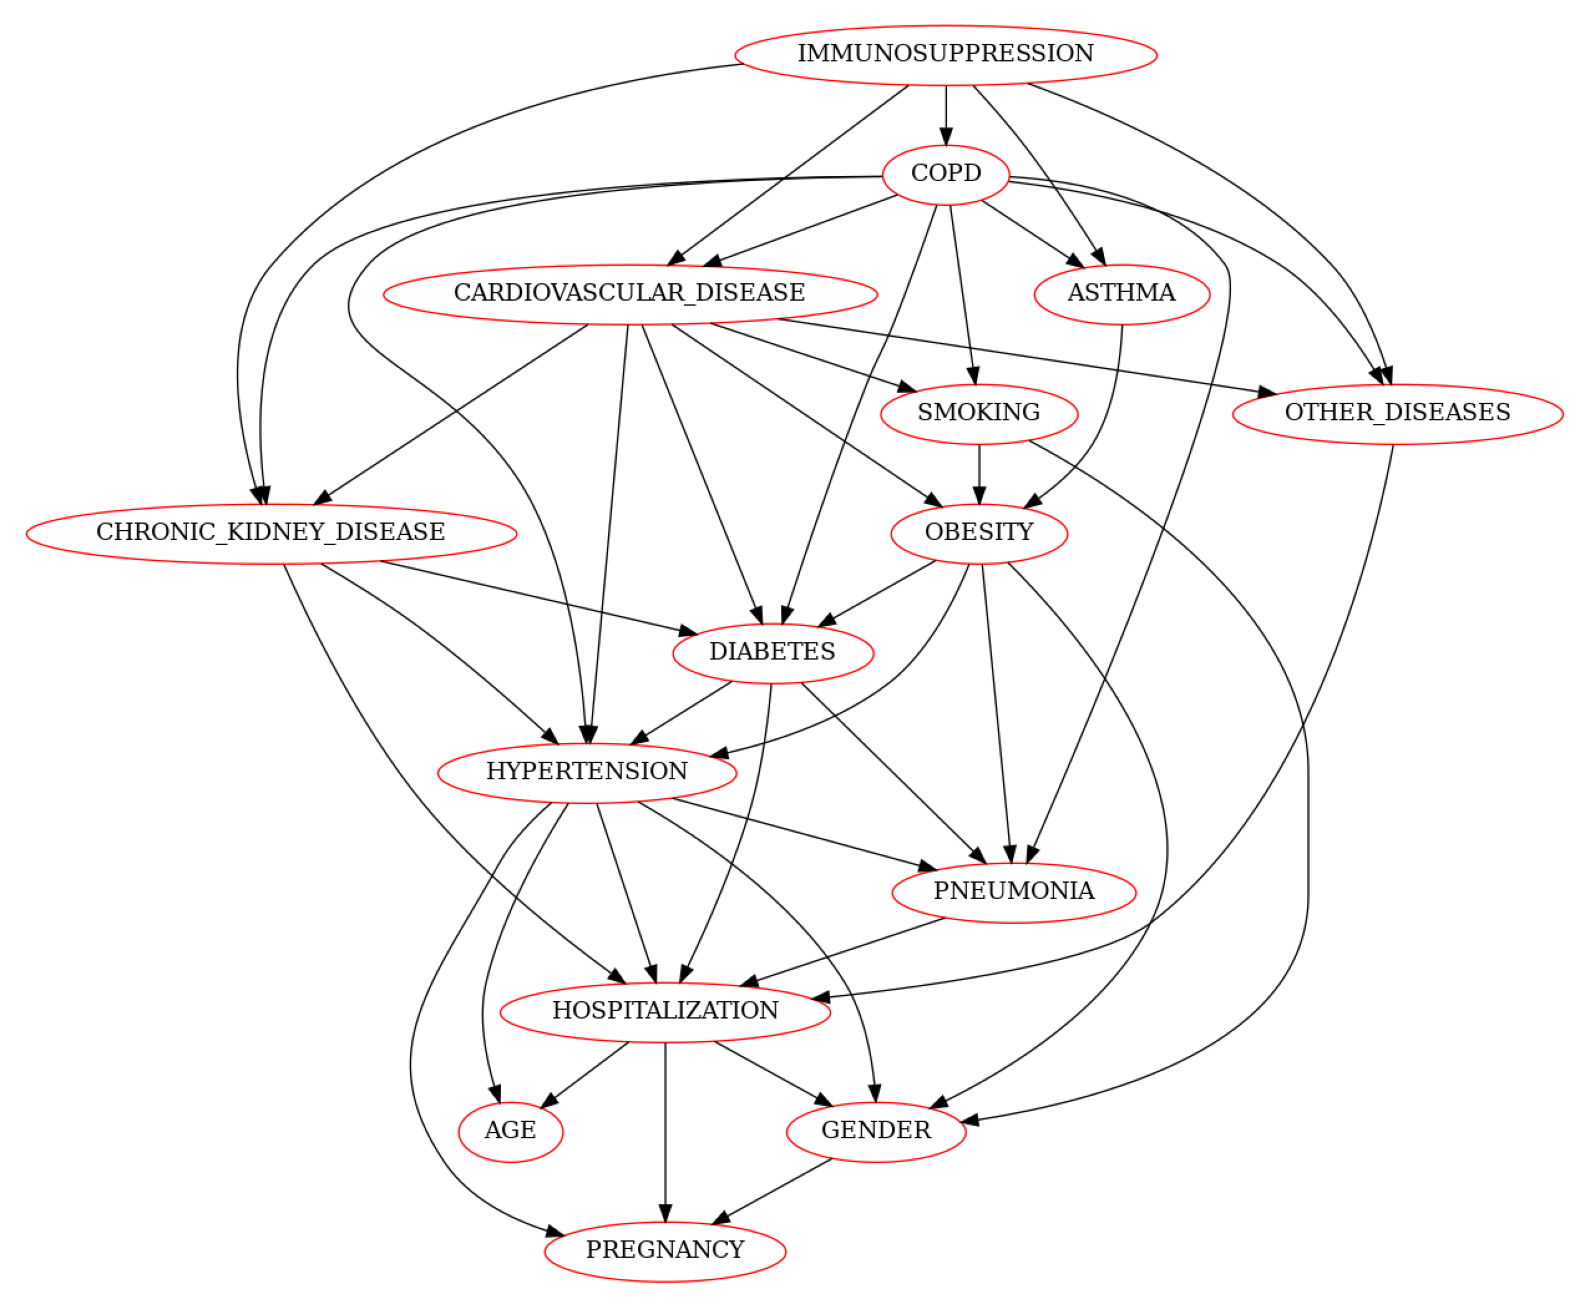 IMMUNOSUPPRESSION
COPD
CARDIOVASCULAR_DISEASE
ASTHMA
SMOKING
OTHER_DISEASES
CHRONIC_KIDNEY_DISEASE
OBESITY
DIABETES
HYPERTENSION
PNEUMONIA
HOSPITALIZATION
AGE
GENDER
PREGNANCY